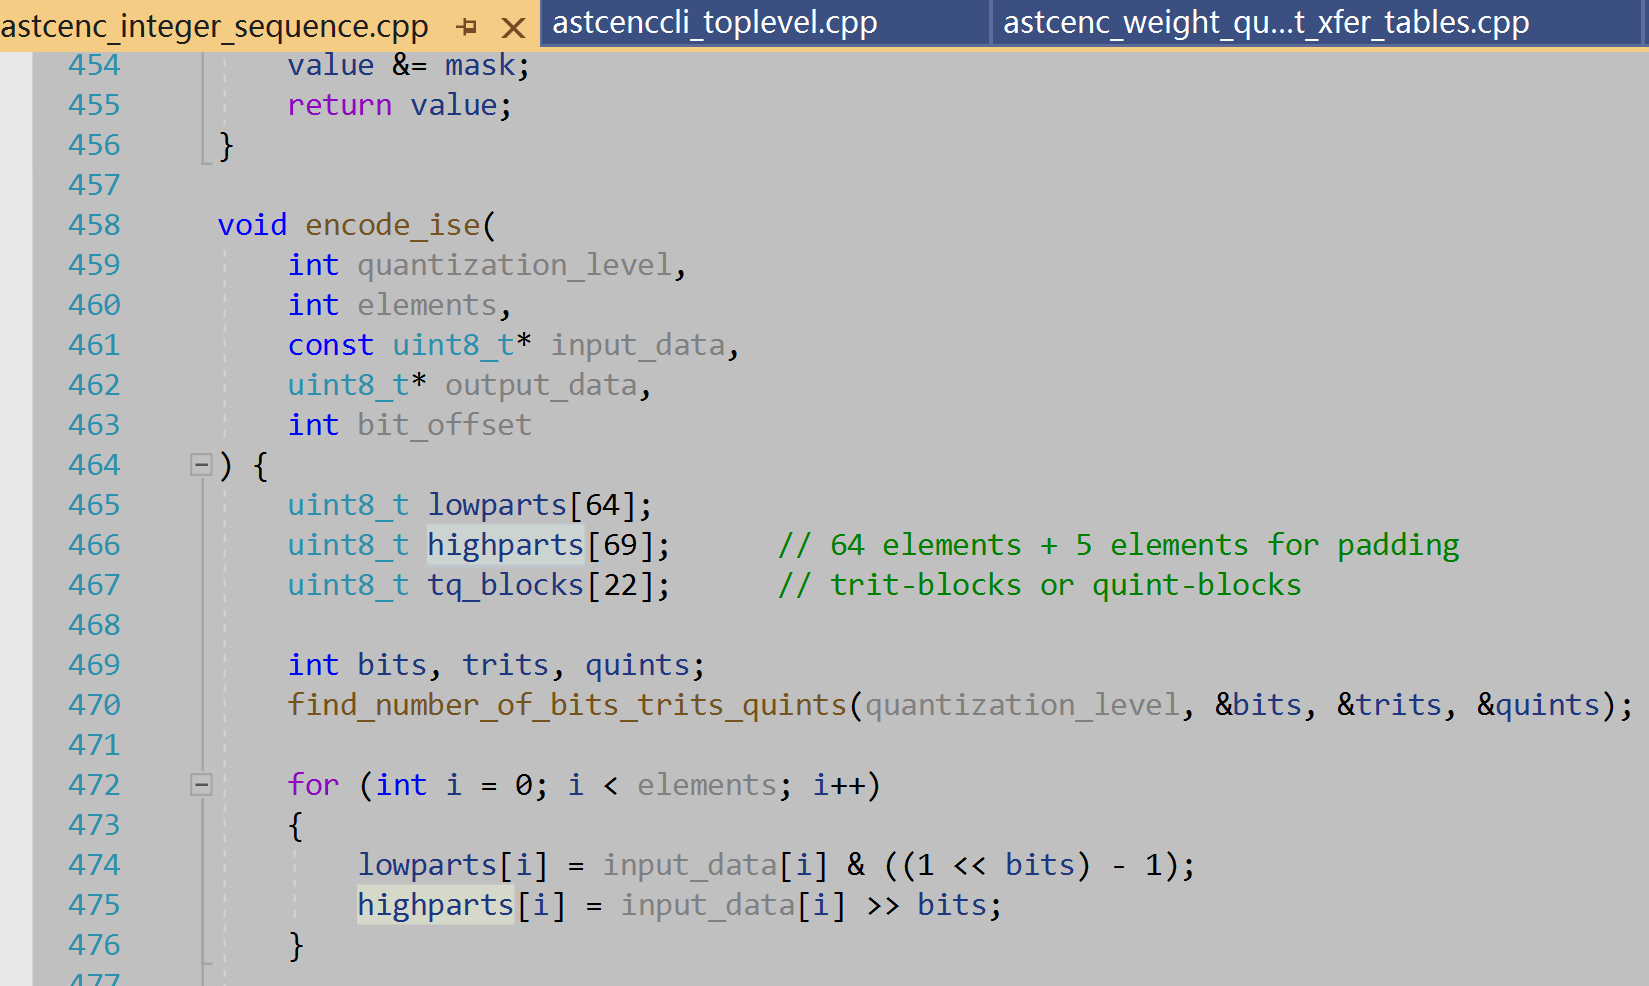 astcenc_integer_sequence.cpp astcenccli_toplevel.cpp astcenc_weight_qu...t_xfer_tables.cpp
454 value &= mask;
455 return value;
456 }
457
458 void encode_ise(
459 int quantization_level,
460 int elements,
461 const uint8_t* input_data,
462 uint8_t* output_data,
463 int bit_offset
464 ) {
465 uint8_t lowparts[64];
466 uint8_t highparts[69]; // 64 elements + 5 elements for padding
467 uint8_t tq_blocks[22]; // trit-blocks or quint-blocks
468
469 int bits, trits, quints;
470 find_number_of_bits_trits_quints(quantization_level, &bits, &trits, &quints);
471
472 for (int i = 0; i < elements; i++)
473 {
474 lowparts[i] = input_data[i] & ((1 << bits) - 1);
475 highparts[i] = input_data[i] >> bits;
476 }
477